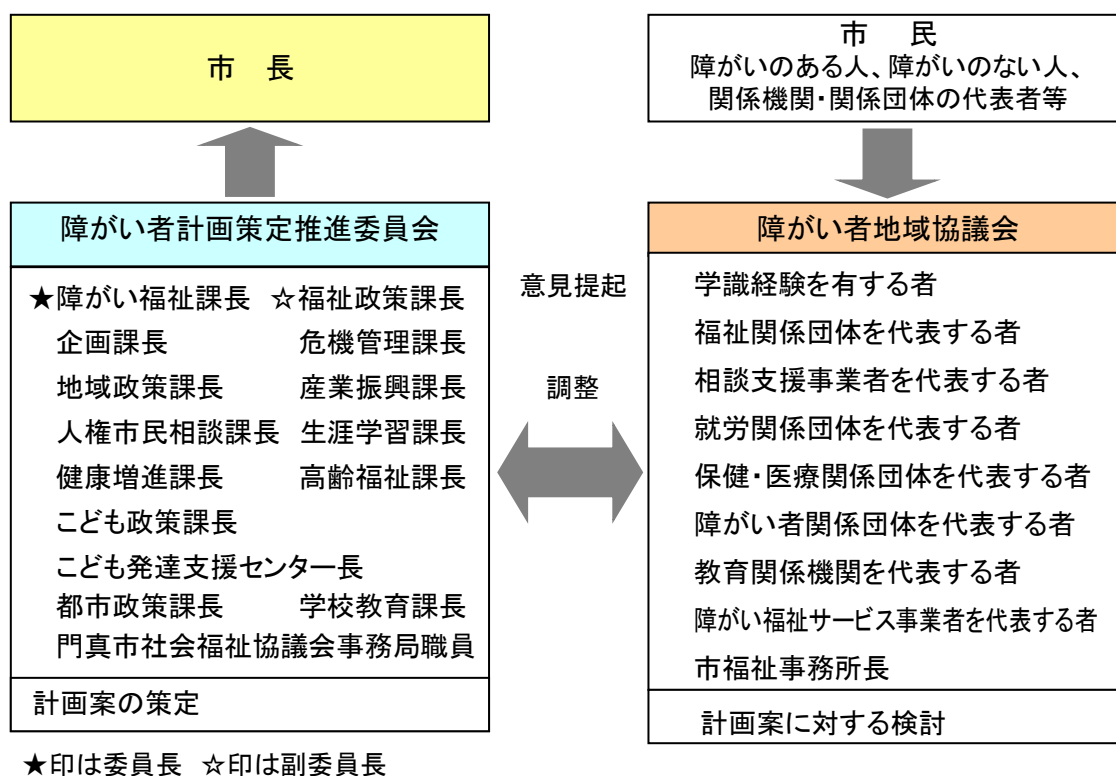 市　長
市　民
障がいのある人、障がいのない人、
関係機関・関係団体の代表者等
障がい者計画策定推進委員会
★障がい福祉課長　☆福祉政策課長
企画課長　危機管理課長
地域政策課長　産業振興課長
人権市民相談課長　生涯学習課長
健康増進課長　高齢福祉課長
こども政策課長
こども発達支援センター長
都市政策課長　学校教育課長
門真市社会福祉協議会事務局職員
計画案の策定
★印は委員長　☆印は副委員長
意見提起
調整
障がい者地域協議会
学識経験を有する者
福祉関係団体を代表する者
相談支援事業者を代表する者
就労関係団体を代表する者
保健・医療関係団体を代表する者
障がい者関係団体を代表する者
教育関係機関を代表する者
障がい福祉サービス事業者を代表する者
市福祉事務所長
計画案に対する検討